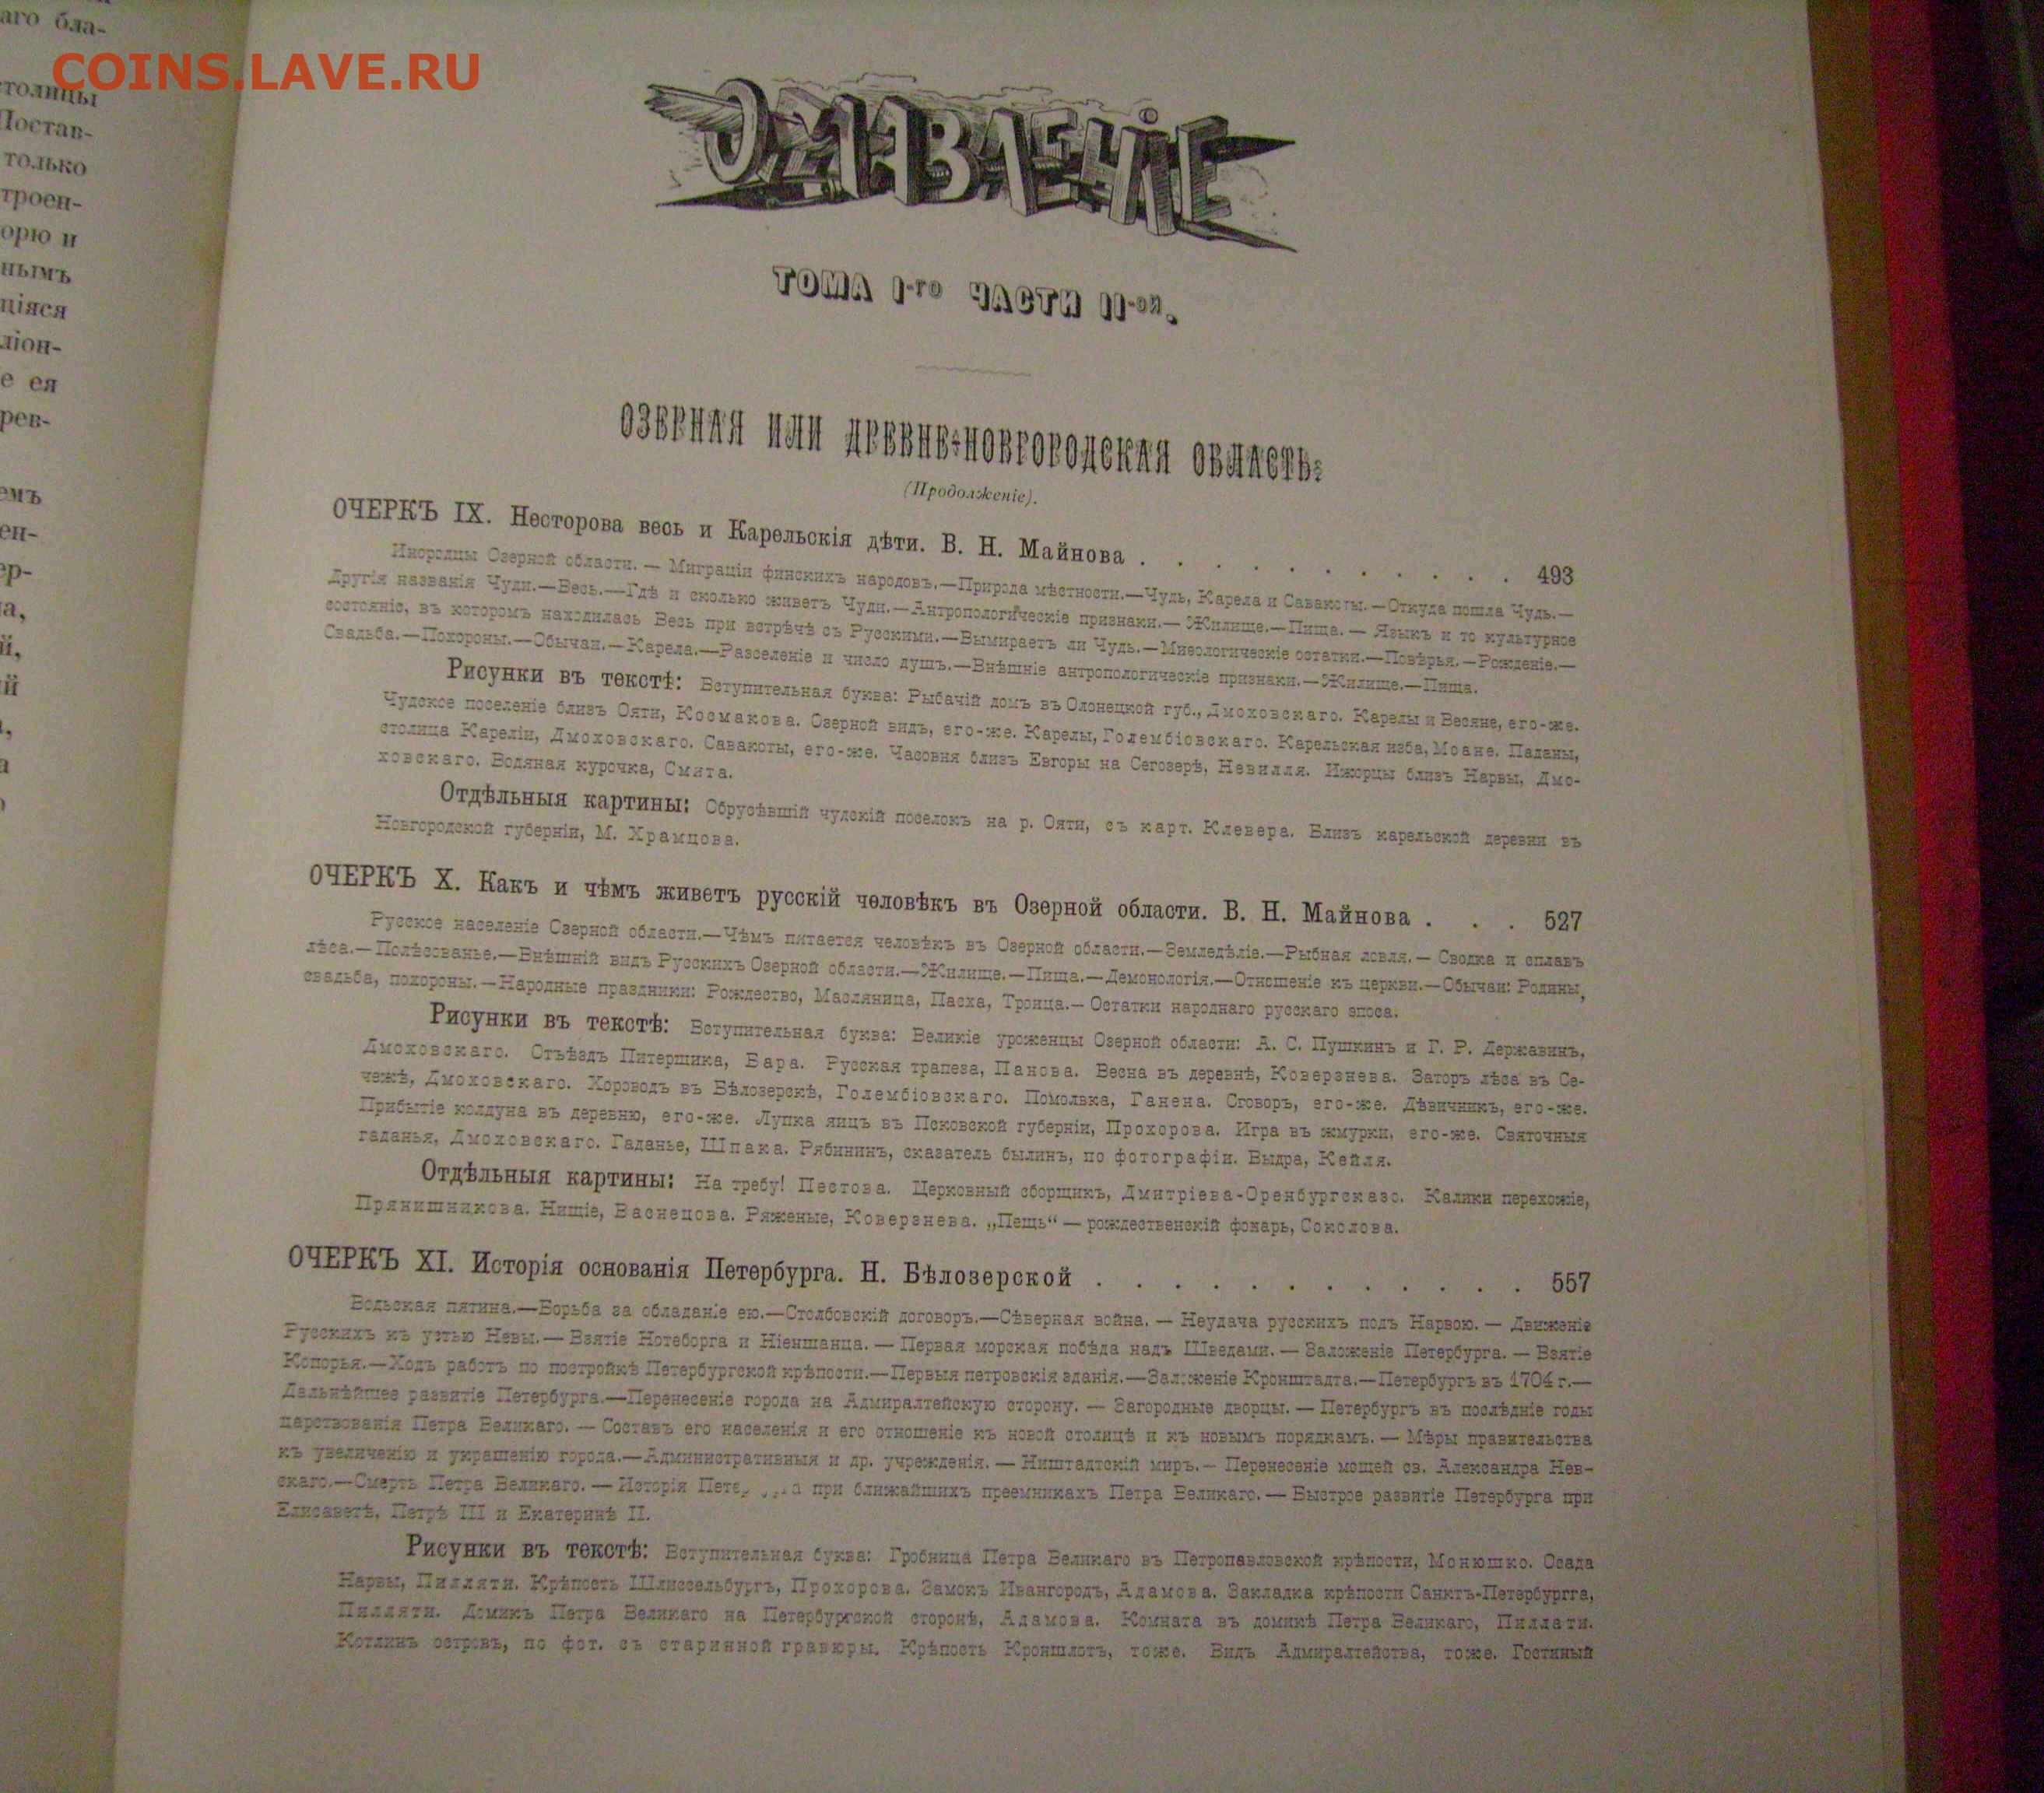 COINS.LAVE.RU
аго бла-
толицы
Постав-
только
троен-
орю и
нымъ
ціяся
ліон-
е ея
рев-
емъ
ен-
ер-
а,
й,
ій
ОГЛАВЛЕНІЕ
ТОМА I-го ЧАСТИ II-ой.
ОЗЕРНАЯ ИЛИ ДРЕВНЕ-НОВГОРОДСКАЯ ОБЛАСТЬ.
(Продолженіе).
ОЧЕРКЪ IX. Несторова весь и Карельскія дѣти. В. Н. Майнова . . . . . . . . . . . . 493
Инородцы Озерной области. — Миграціи финскихъ народовъ.—Природа мѣстности.—Чудь, Карела и Савакоты.—Откуда пошла Чудь.—
Другія названія Чуди.—Весь.—Гдѣ и сколько живетъ Чуди.—Антропологическіе признаки.—Жилище.—Пища.—Языкъ и то культурное
состояніе, въ которомъ находилась Весь при встрѣчѣ съ Русскими.—Вымираетъ ли Чудь.—Миѳологическіе остатки.—Повѣрья.—Рожденіе.—
Свадьба.—Похороны.—Обычаи.—Карела.—Разселеніе и число душъ.—Внѣшніе антропологическіе признаки.—Жилище.—Пища.
Рисунки въ текстѣ: Вступительная буква: Рыбачій домъ въ Олонецкой губ., Дмоховскаго. Карелы и Весяне, его-же.
Чудское поселеніе близъ Ояти, Космакова. Озерной видъ, его-же. Карелы, Голембіовскаго. Карельская изба, Моане. Паданы,
столица Кареліи, Дмоховскаго. Савакоты, его-же. Часовня близъ Евгоры на Сегозерѣ, Невилля. Ижорцы близъ Нарвы, Дмо-
ховскаго. Водяная курочка, Смита.
Отдѣльныя картины: Обрусѣвшій чудскій поселокъ на р. Ояти, съ карт. Клевера. Близъ карельской деревни въ
Новгородской губерніи, М. Храмцова.
ОЧЕРКЪ X. Какъ и чѣмъ живетъ русскій человѣкъ въ Озерной области. В. Н. Майнова . . . 527
Русское населеніе Озерной области.—Чѣмъ питается человѣкъ въ Озерной области.—Земледѣліе.—Рыбная ловля.—Сводка и сплавъ
лѣса.—Полѣсованье.—Внѣшній видъ Русскихъ Озерной области.—Жилище.—Пища.—Демонологія.—Отношеніе къ церкви.—Обычаи: Родины,
свадьба, похороны.—Народные праздники: Рождество, Масляница, Пасха, Троица.—Остатки народнаго русскаго эпоса.
Рисунки въ текстѣ: Вступительная буква: Великіе уроженцы Озерной области: А. С. Пушкинъ и Г. Р. Державинъ,
Дмоховскаго. Отъѣздъ Питерщика, Бара. Русская трапеза, Панова. Весна въ деревнѣ, Коверзнева. Заторъ лѣса въ Се-
чежѣ, Дмоховскаго. Хороводъ въ Бѣлозерскѣ, Голембіовскаго. Помолвка, Ганена. Сговоръ, его-же. Дѣвичникъ, его-же.
Прибытіе колдуна въ деревню, его-же. Лупка яицъ въ Псковской губерніи, Прохорова. Игра въ жмурки, его-же. Святочныя
гаданья, Дмоховскаго. Гаданье, Шпака. Рябининъ, сказатель былинъ, по фотографіи. Выдра, Кейля.
Отдѣльныя картины: На требу! Пестова. Церковный сборщикъ, Дмитріева-Оренбургскаго. Калики перехожіе,
Прянишникова. Нищіе, Васнецова. Ряженые, Коверзнева. „Пещь“ — рождественскій фонарь, Соколова.
ОЧЕРКЪ XI. Исторія основанія Петербурга. Н. Бѣлозерской . . . . . . . . . . . . . 557
Водьская пятина.—Борьба за обладаніе ею.—Столбовскій договоръ.—Сѣверная война. — Неудача русскихъ подъ Нарвою. — Движеніе
Русскихъ къ устью Невы.—Взятіе Нотеборга и Ніеншанца. — Первая морская побѣда надъ Шведами. — Заложеніе Петербурга. — Взятіе
Копорья.—Ходъ работъ по постройкѣ Петербургской крѣпости.—Первыя петровскія зданія.—Заложеніе Кронштадта.—Петербургъ въ 1704 г.—
Дальнѣйшее развитіе Петербурга.—Перенесеніе города на Адмиралтейскую сторону. — Загородные дворцы. — Петербургъ въ послѣдніе годы
царствованія Петра Великаго. — Составъ его населенія и его отношеніе къ новой столицѣ и къ новымъ порядкамъ. — Мѣры правительства
къ увеличенію и украшенію города.—Административныя и др. учрежденія. — Ништадтскій миръ.— Перенесеніе мощей св. Александра Нев-
скаго.—Смерть Петра Великаго. — Исторія при ближайшихъ преемникахъ Петра Великаго. — Быстрое развитіе Петербурга при
Елисаветѣ, Петрѣ III и Екатеринѣ II.
Рисунки въ текстѣ: Вступительная буква: Гробница Петра Великаго въ Петропавловской крѣпости, Монюшко. Осада
Нарвы, Пилляти. Крѣпость Шлиссельбургъ, Прохорова. Замокъ Ивангородъ, Адамова. Закладка крѣпости Санктъ-Петербургга,
Пилляти. Домикъ Петра Великаго на Петербургской сторонѣ, Адамова. Комната въ домикѣ Петра Великаго, Пиллати.
Котлинъ островъ, по фот. съ старинной гравюры. Крѣпость Кроншлотъ, тоже. Видъ Адмиралтейства, тоже. Гостиный